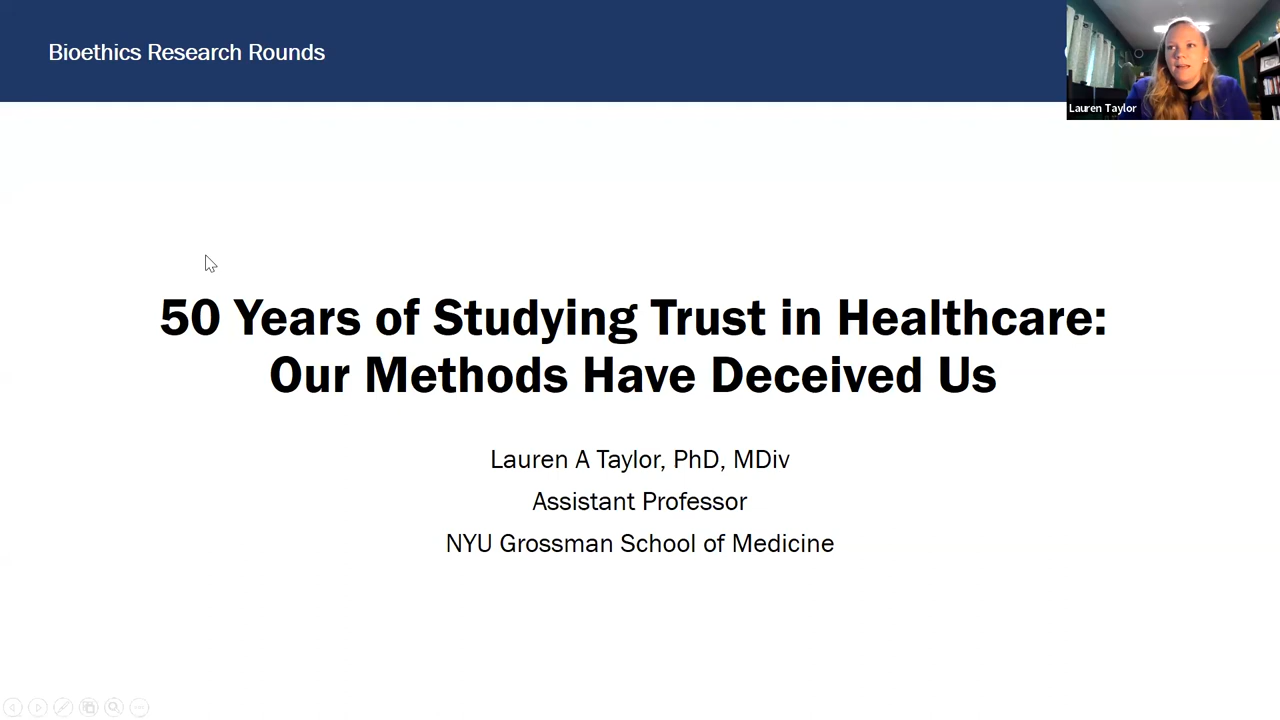 Bioethics Research Rounds
Lauren Taylor
50 Years of Studying Trust in Healthcare:
Our Methods Have Deceived Us
Lauren A Taylor, PhD, MDiv
Assistant Professor
NYU Grossman School of Medicine